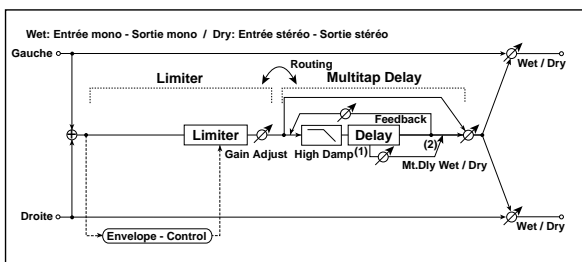 Wet: Entrée mono - Sortie mono / Dry: Entrée stéréo - Sortie stéréo
Gauche
Wet / Dry
Routing
Limiter
Multitap Delay
Feedback
Limiter
Delay
Gain Adjust
High Damp
(1)
(2)
Mt.Dly Wet / Dry
Droite
Wet / Dry
Envelope - Control